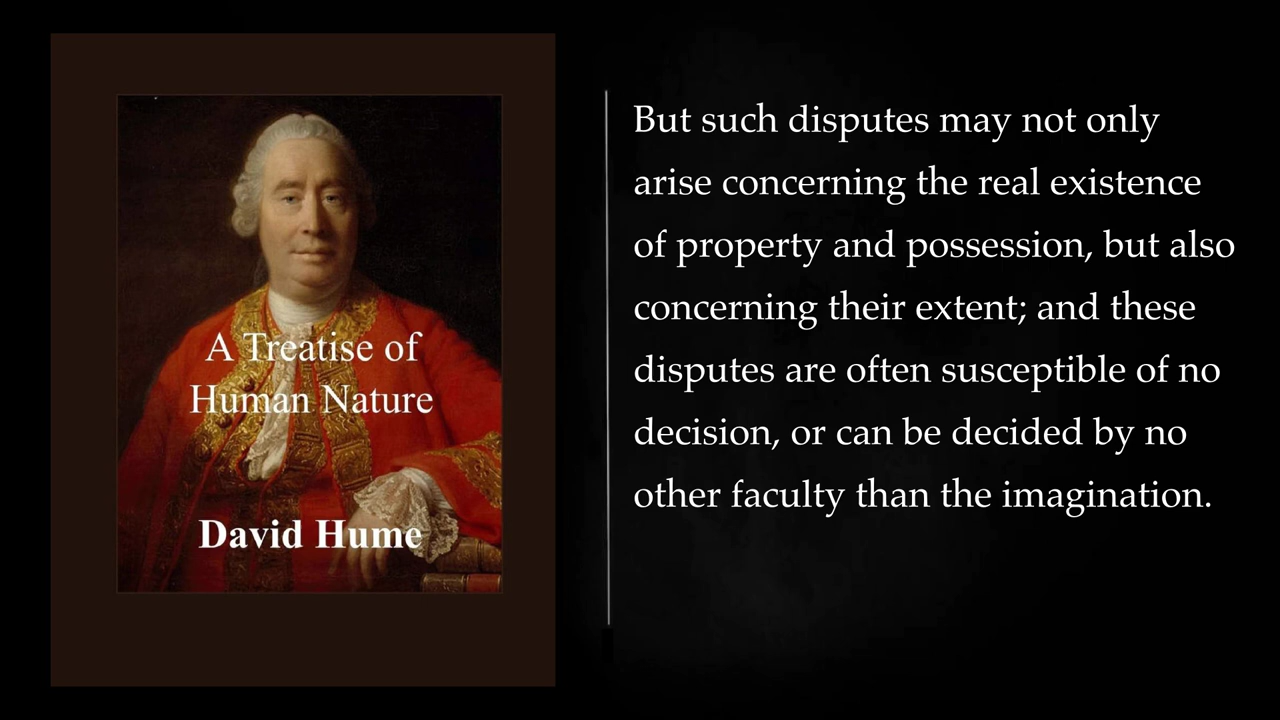 A Treatise of
Human Nature
David Hume
But such disputes may not only
arise concerning the real existence
of property and possession, but also
concerning their extent; and these
disputes are often susceptible of no
decision, or can be decided by no
other faculty than the imagination.